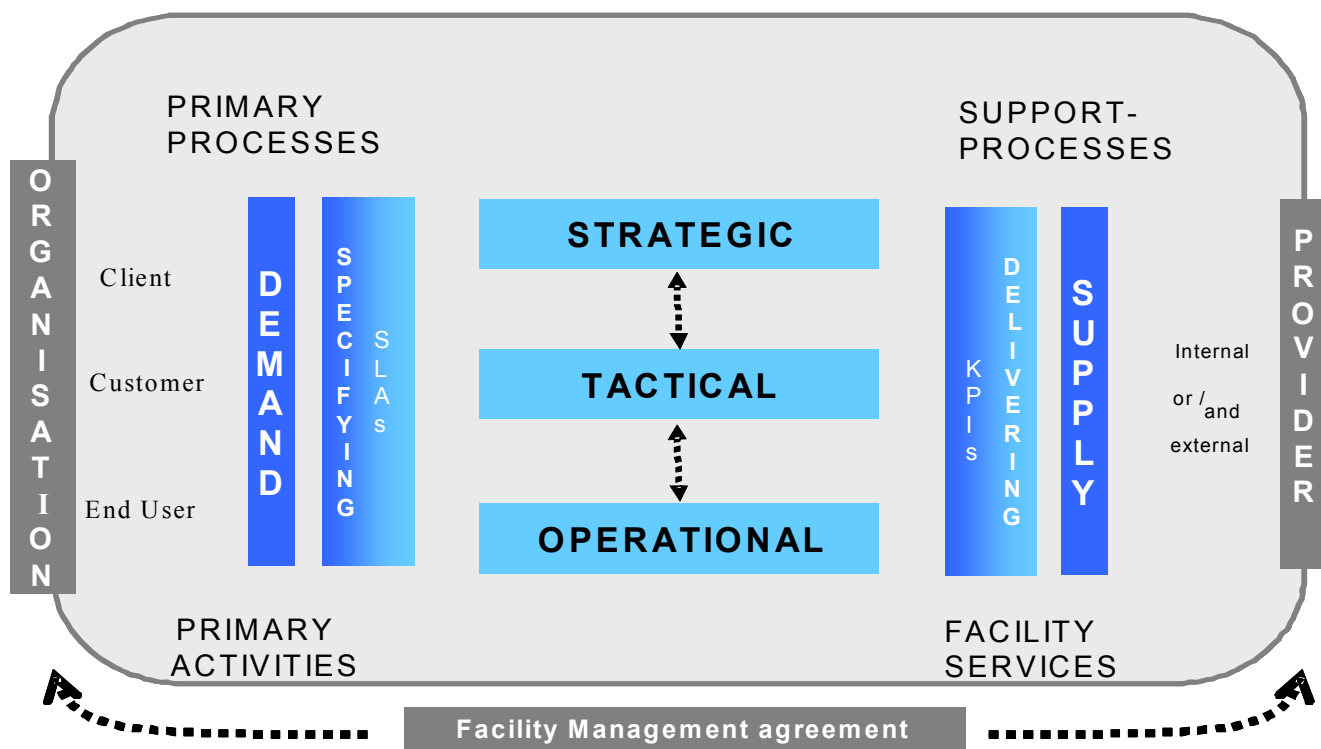 PRIMARY
PROCESSES
SUPPORT-
PROCESSES
ORGANISATION
Client
Customer
End User
DEMAND
SPECIFYING
SLAs
STRATEGIC
TACTICAL
OPERATIONAL
KPIs
DELIVERING
SUPPLY
Internal
or / and
external
PROVIDER
PRIMARY
ACTIVITIES
FACILITY
SERVICES
Facility Management agreement